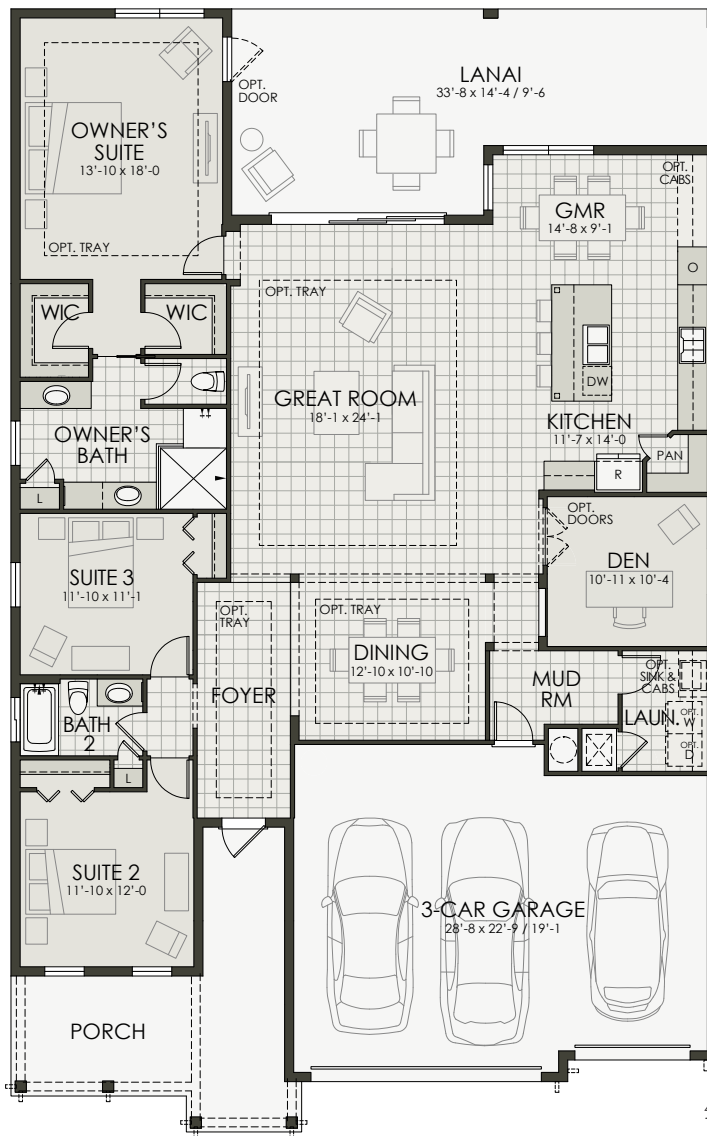 LANAI
33'-8 x 14'-4 / 9'-6
OPT.
DOOR
OWNER'S
SUITE
13'-10 x 18'-0
OPT. TRAY
OPT.
CABS
GMR
14'-8 x 9'-1
O
WIC
WIC
OPT. TRAY
GREAT ROOM
18'-1 x 24'-1
DW
KITCHEN
11'-7 x 14'-0
PAN
R
OWNER'S
BATH
L
OPT.
DOORS
DEN
10'-11 x 10'-4
SUITE 3
11'-10 x 11'-1
OPT.
TRAY
FOYER
OPT. TRAY
DINING
12'-10 x 10'-10
MUD
RM
OPT.
SINK &
CABS
LAUN.
OPT.
W
OPT.
D
BATH
2
L
SUITE 2
11'-10 x 12'-0
3-CAR GARAGE
28'-8 x 22'-9 / 19'-1
PORCH